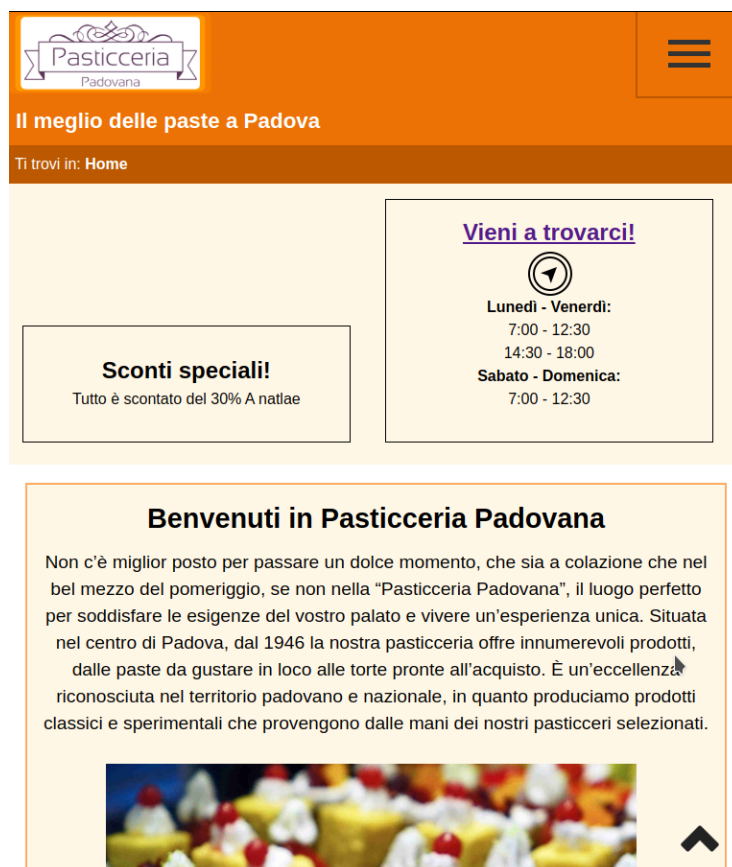 Pasticceria
Padovana
Il meglio delle paste a Padova
Ti trovi in: Home
Sconti speciali!
Tutto è scontato del 30% A natlae
Vieni a trovarci!
Lunedì - Venerdì:
7:00 - 12:30
14:30 - 18:00
Sabato - Domenica:
7:00 - 12:30
Benvenuti in Pasticceria Padovana
Non c’è miglior posto per passare un dolce momento, che sia a colazione che nel
bel mezzo del pomeriggio, se non nella “Pasticceria Padovana”, il luogo perfetto
per soddisfare le esigenze del vostro palato e vivere un’esperienza unica. Situata
nel centro di Padova, dal 1946 la nostra pasticceria offre innumerevoli prodotti,
dalle paste da gustare in loco alle torte pronte all’acquisto. È un’eccellenza
riconosciuta nel territorio padovano e nazionale, in quanto produciamo prodotti
classici e sperimentali che provengono dalle mani dei nostri pasticceri selezionati.